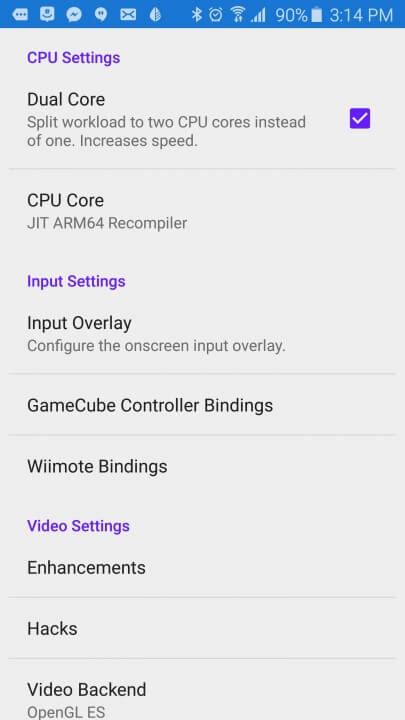 90% 3:14 PM
CPU Settings
Dual Core
Split workload to two CPU cores instead
of one. Increases speed.
CPU Core
JIT ARM64 Recompiler
Input Settings
Input Overlay
Configure the onscreen input overlay.
GameCube Controller Bindings
Wiimote Bindings
Video Settings
Enhancements
Hacks
Video Backend
OpenGL ES